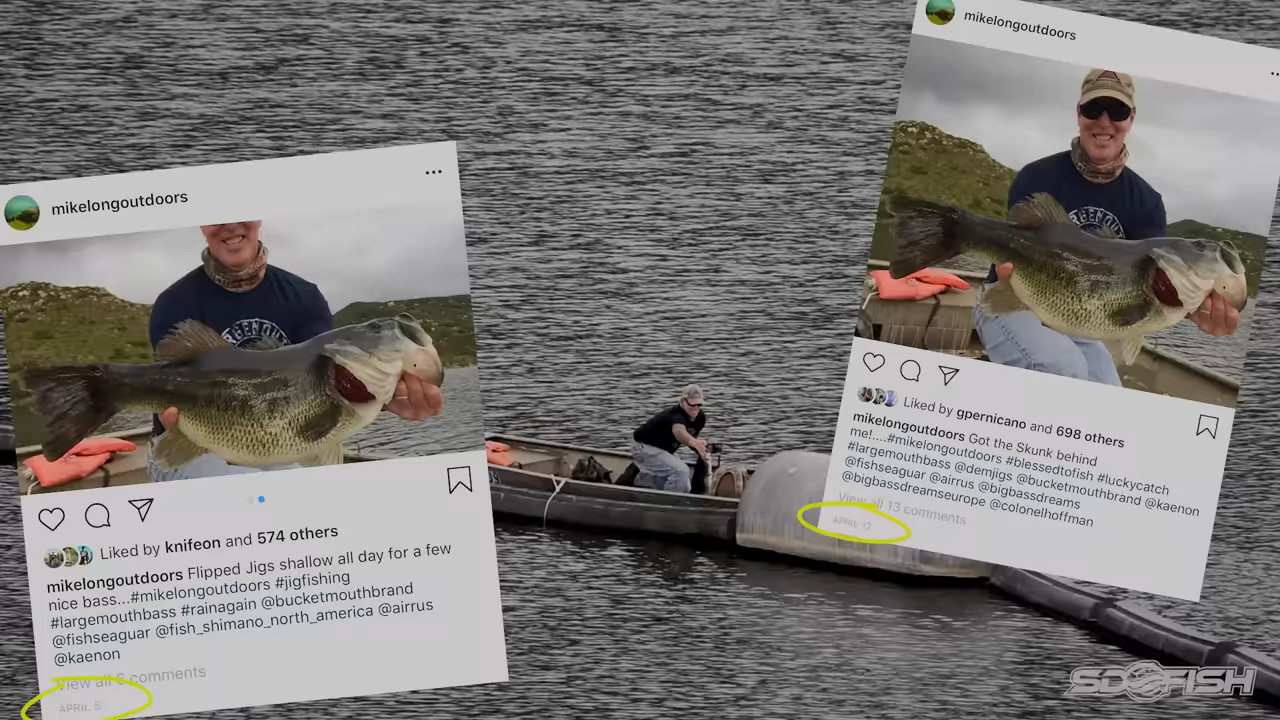 mikelongoutdoors
Liked by knifeon and 574 others
mikelongoutdoors Flipped Jigs shallow all day for a few
nice bass...#mikelongoutdoors #jigfishing
#largemouthbass #rainagain @bucketmouthbrand
@fishseaguar @fish_shimano_north_america @airrus
@kaenon
View all 6 comments
APRIL 5
mikelongoutdoors
Liked by gpernicano and 698 others
mikelongoutdoors Got the Skunk behind
me!....#mikelongoutdoors #blessedtofish #luckycatch
#largemouthbass @demjigs @bucketmouthbrand @kaenon
@fishseaguar @airrus @bigbassdreams
@bigbassdreamseurope @colonelhoffman
View all 13 comments
APRIL 12
SDFISH